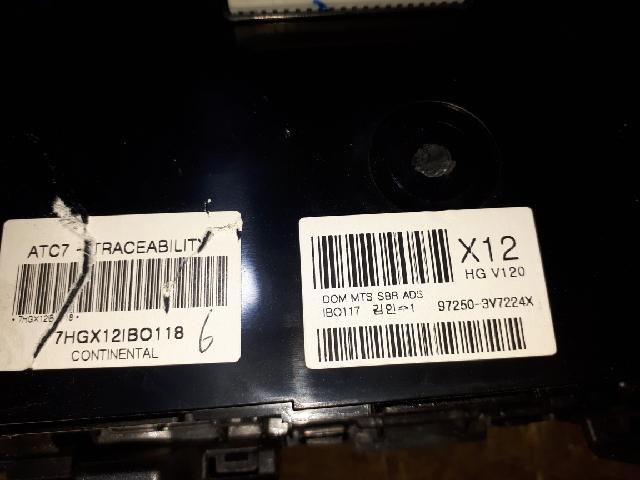 ATC7 - TRACEABILITY
7HGX12IBO118
6
CONTINENTAL
X12
HG V120
DOM MTS SBR ADS
IBO117 김인⇨1 97250-3V7224X